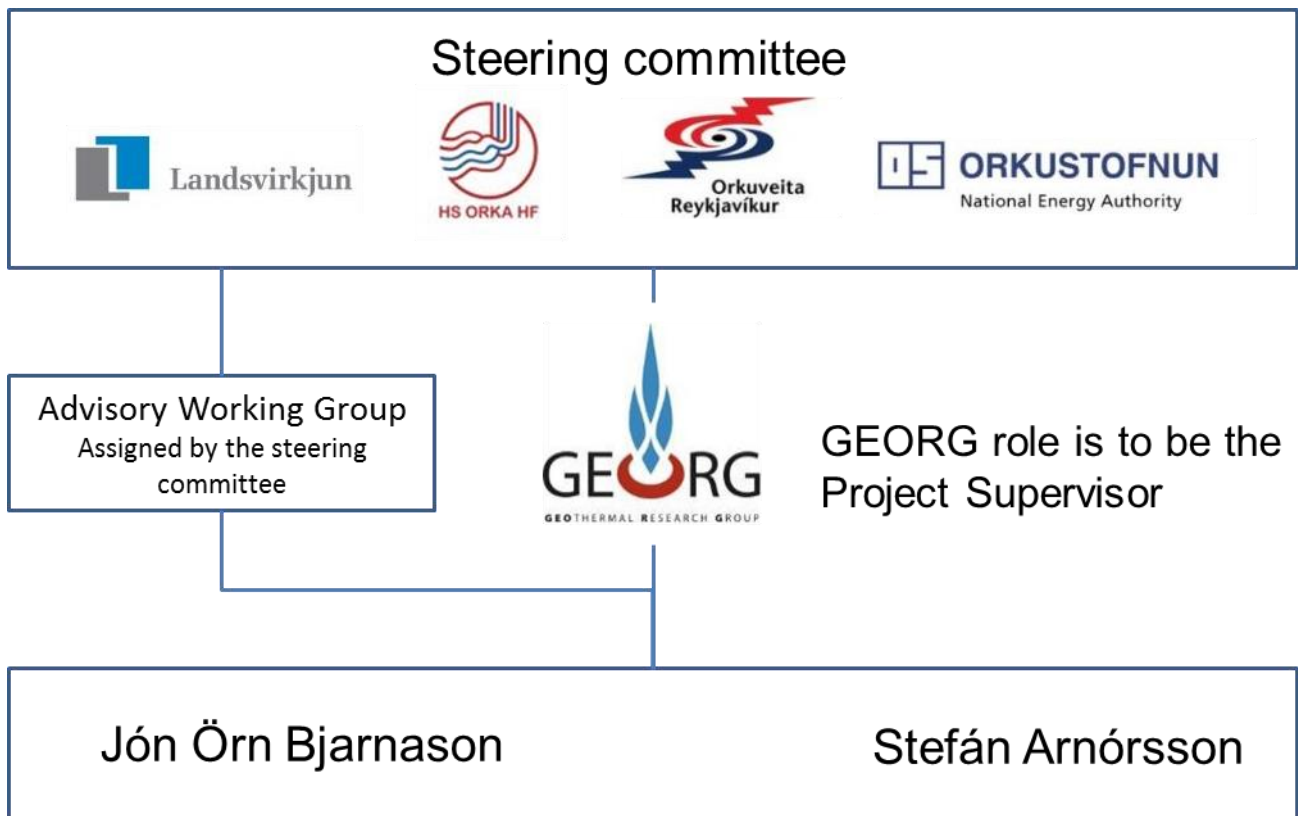 Steering committee
Landsvirkjun
HS ORKA HF
Orkuveita
Reykjavíkur
OS
ORKUSTOFNUN
National Energy Authority
Advisory Working Group
Assigned by the steering
committee
GEORG
GEOTHERMAL RESEARCH GROUP
GEORG role is to be the
Project Supervisor
Jón Örn Bjarnason
Stefán Arnórsson